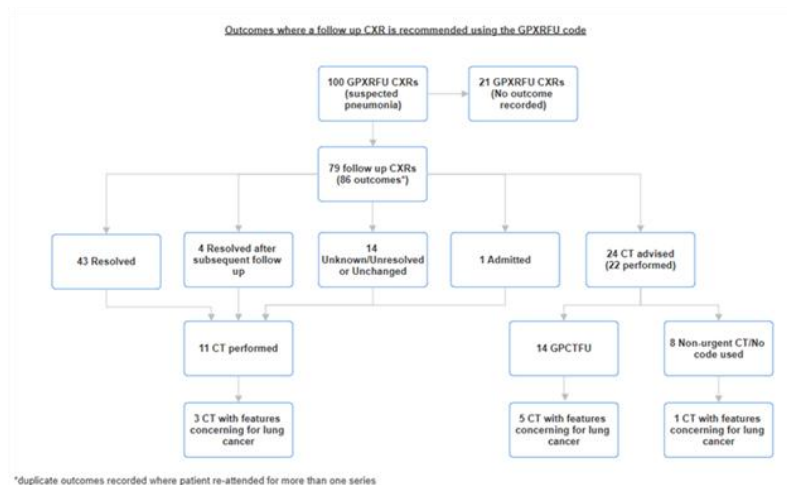 Outcomes where a follow up CXR is recommended using the GPXRFU code
100 GPXRFU CXRs
(suspected
pneumonia)
21 GPXRFU CXRs
(No outcome
recorded)
79 follow up CXRs
(86 outcomes*)
43 Resolved
4 Resolved after
subsequent follow
up
14
Unknown/Unresolved
or Unchanged
1 Admitted
24 CT advised
(22 performed)
11 CT performed
14 GPCTFU
8 Non-urgent CT/No
code used
3 CT with features
concerning for lung
cancer
5 CT with features
concerning for lung
cancer
1 CT with features
concerning for lung
cancer
*duplicate outcomes recorded where patient re-attended for more than one series